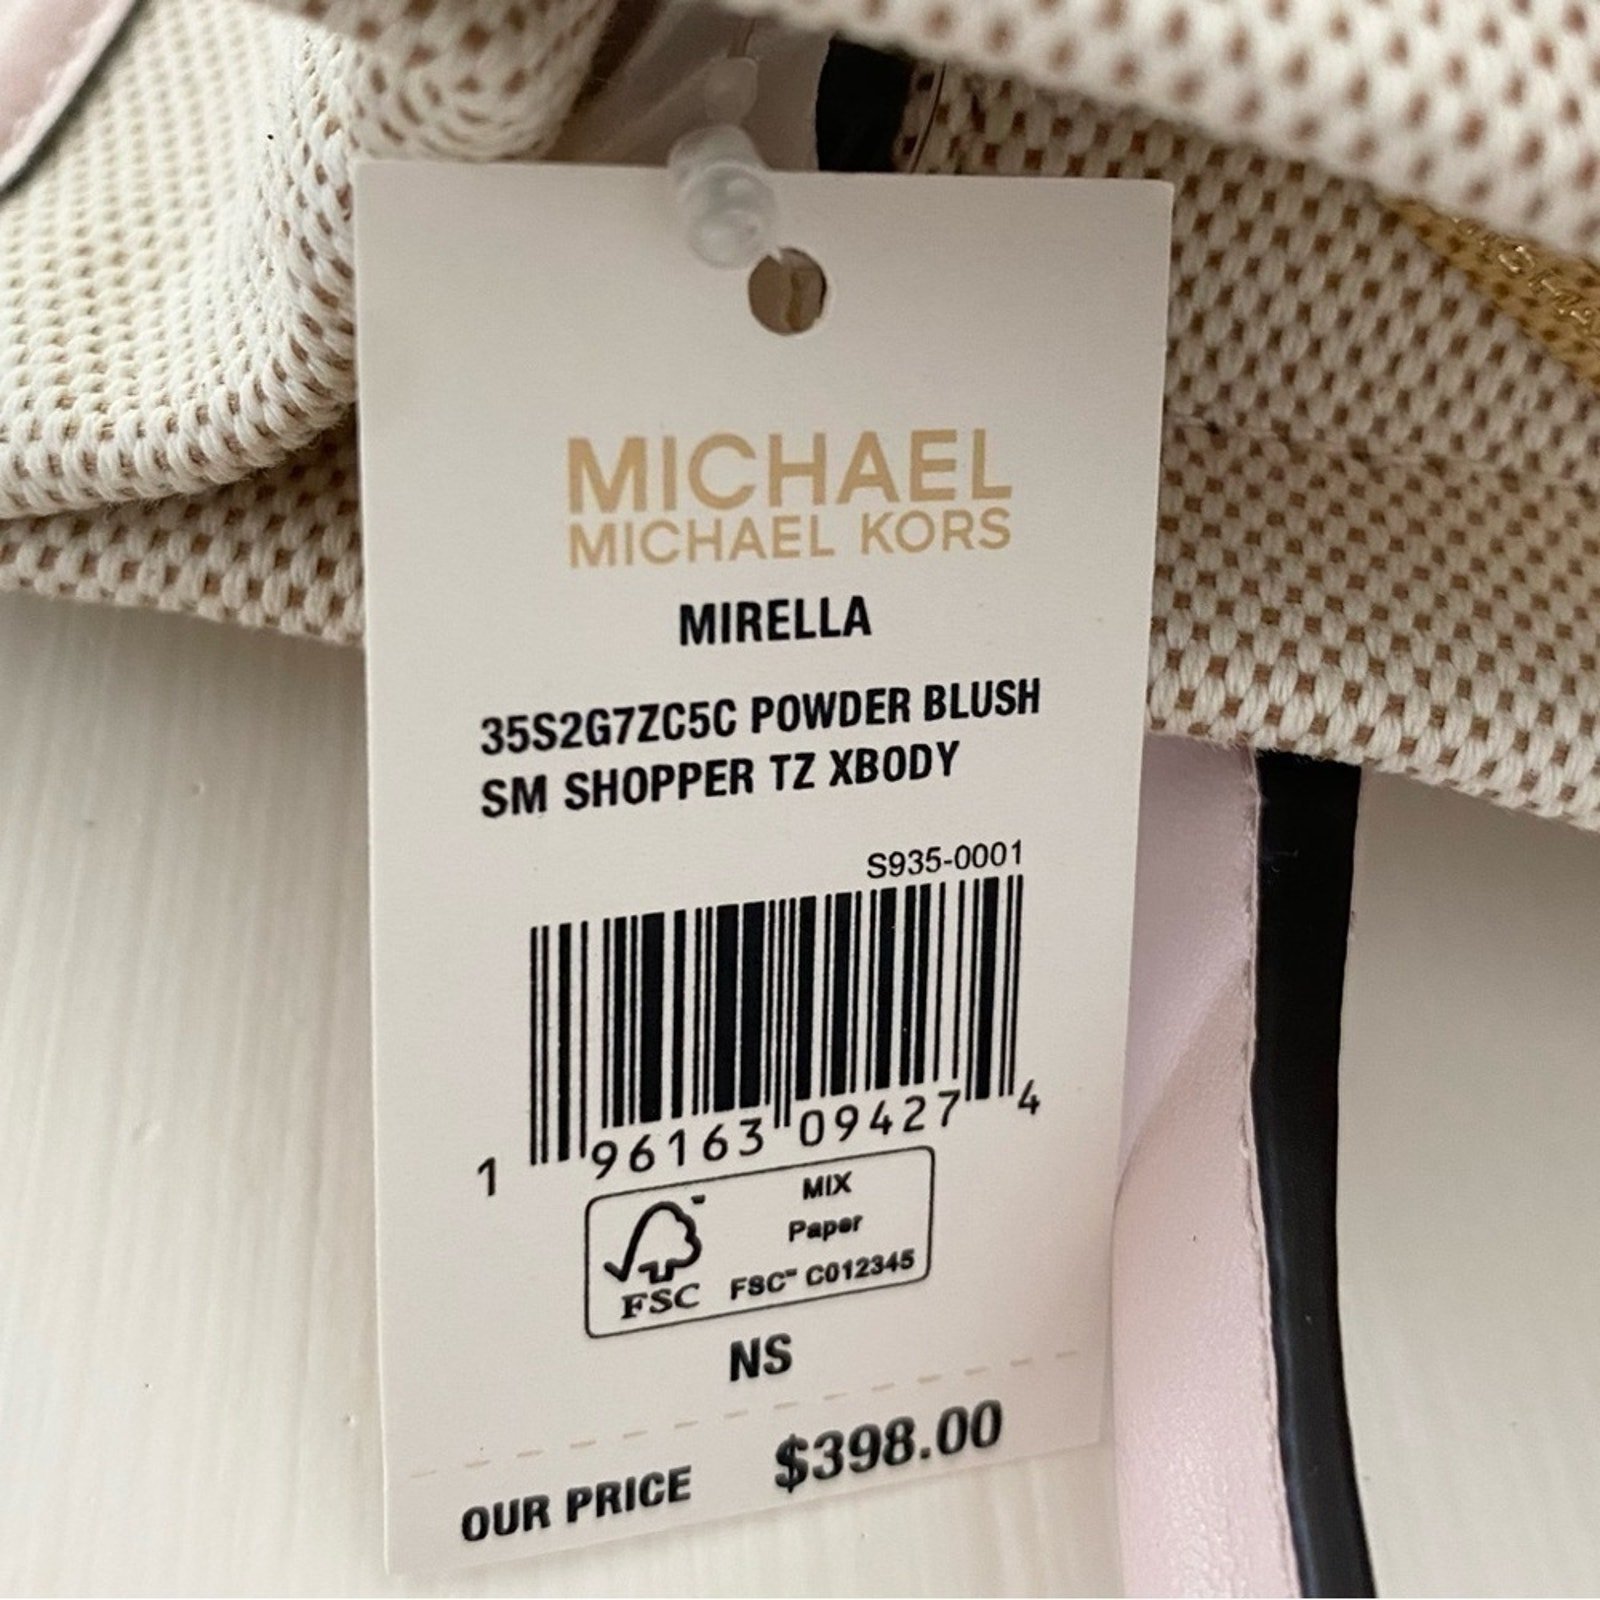 MICHAEL
MICHAEL KORS
MIRELLA
35S2G7ZC5C POWDER BLUSH
SM SHOPPER TZ XBODY
S935-0001
1 96163 09427 4
MIX
Paper
FSC™ C012345
FSC
NS
OUR PRICE $398.00